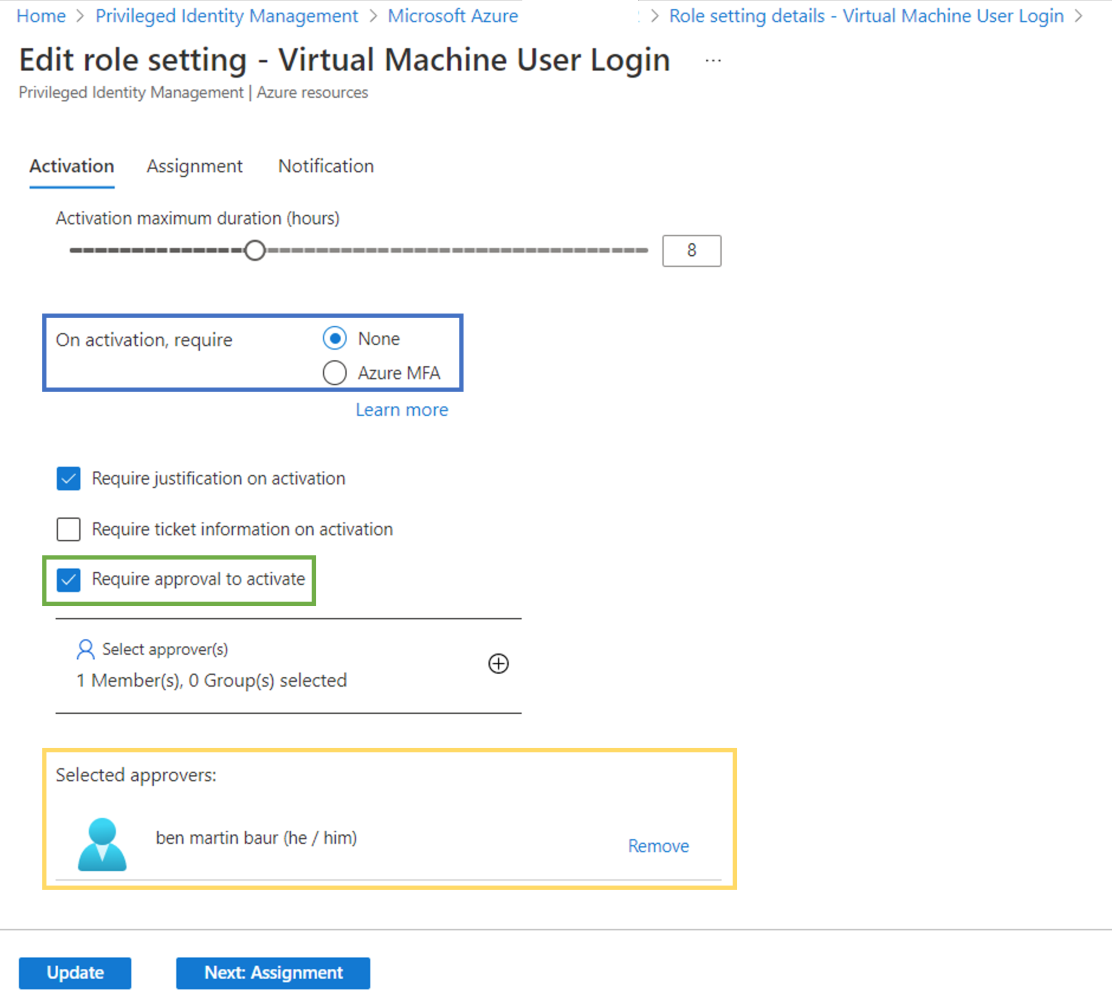 Home > Privileged Identity Management > Microsoft Azure > Role setting details - Virtual Machine User Login >
Edit role setting - Virtual Machine User Login ...
Privileged Identity Management | Azure resources
Activation Assignment Notification
Activation maximum duration (hours)
8
On activation, require None
Azure MFA
Learn more
Require justification on activation
Require ticket information on activation
Require approval to activate
Select approver(s)
1 Member(s), 0 Group(s) selected
Selected approvers:
ben martin baur (he / him)
Remove
Update Next: Assignment